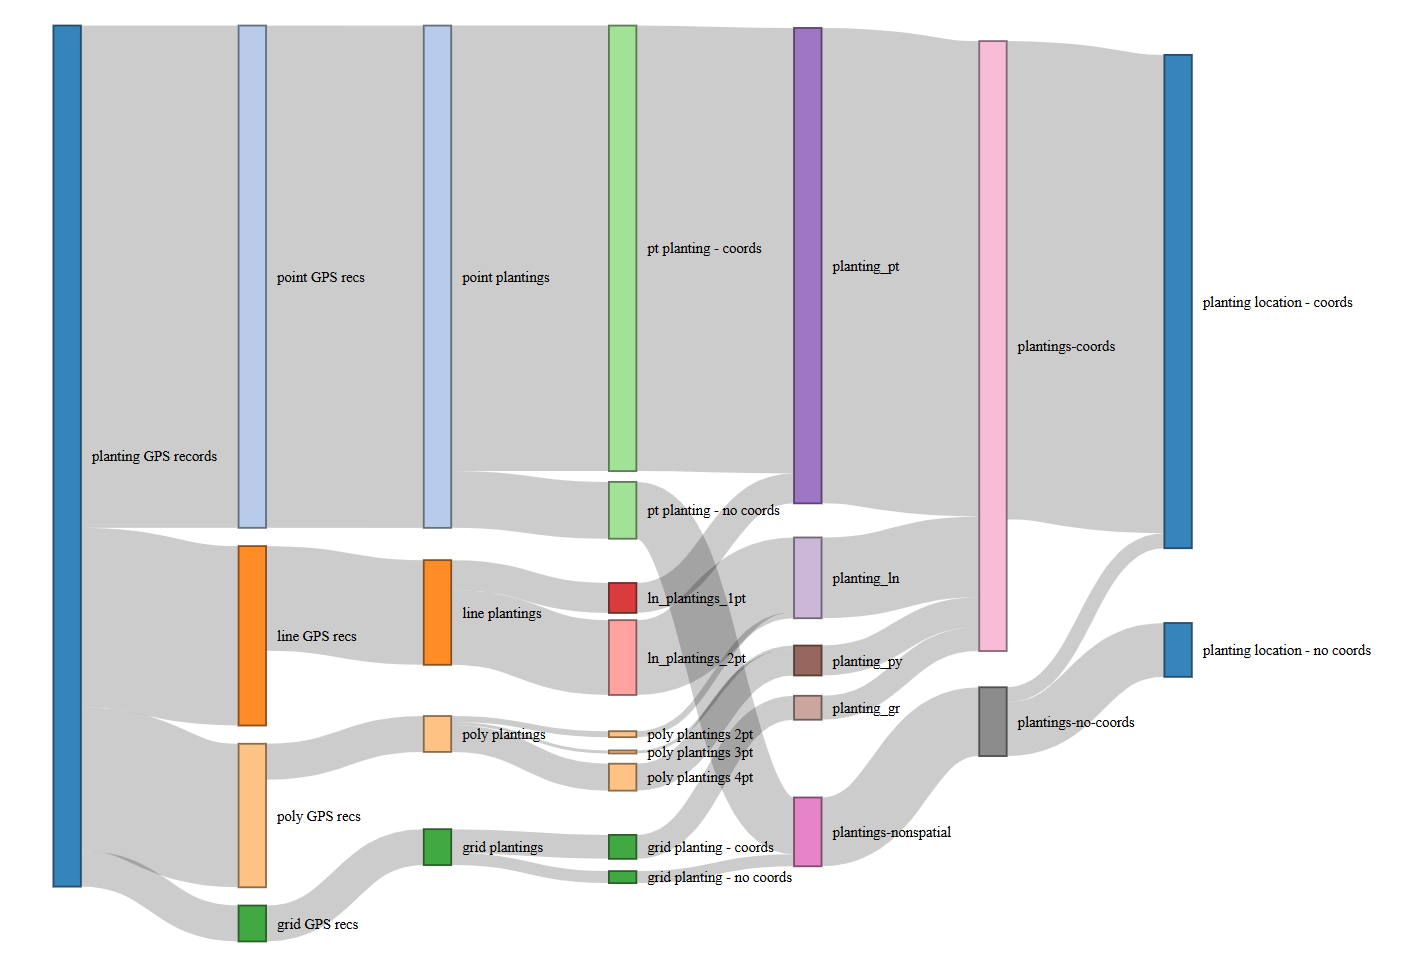 planting GPS records
point GPS recs
line GPS recs
poly GPS recs
grid GPS recs
point plantings
line plantings
poly plantings
grid plantings
pt planting - coords
pt planting - no coords
ln_plantings_1pt
ln_plantings_2pt
poly plantings 2pt
poly plantings 3pt
poly plantings 4pt
grid planting - coords
grid planting - no coords
planting_pt
planting_ln
planting_py
planting_gr
plantings-nonspatial
plantings-coords
plantings-no-coords
planting location - coords
planting location - no coords